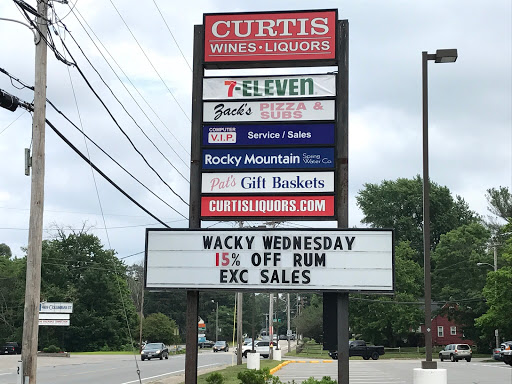 CURTIS
WINES • LIQUORS
7-ELEVEN
Zack's PIZZA & SUBS
COMPUTER
V.I.P. Service / Sales
Rocky Mountain Spring Water Co.
Pat's Gift Baskets
CURTISLIQUORS.COM
WACKY WEDNESDAY
15% OFF RUM
EXC SALES